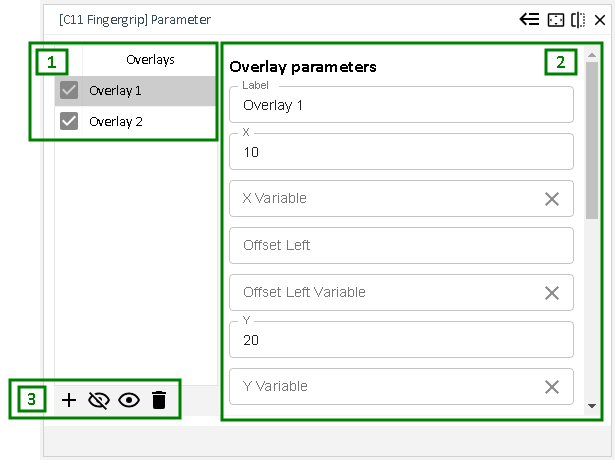 [C11 Fingergrip] Parameter
1
Overlays
Overlay 1
Overlay 2
2
Overlay parameters
Label
Overlay 1
X
10
X Variable
Offset Left
Offset Left Variable
Y
20
Y Variable
3